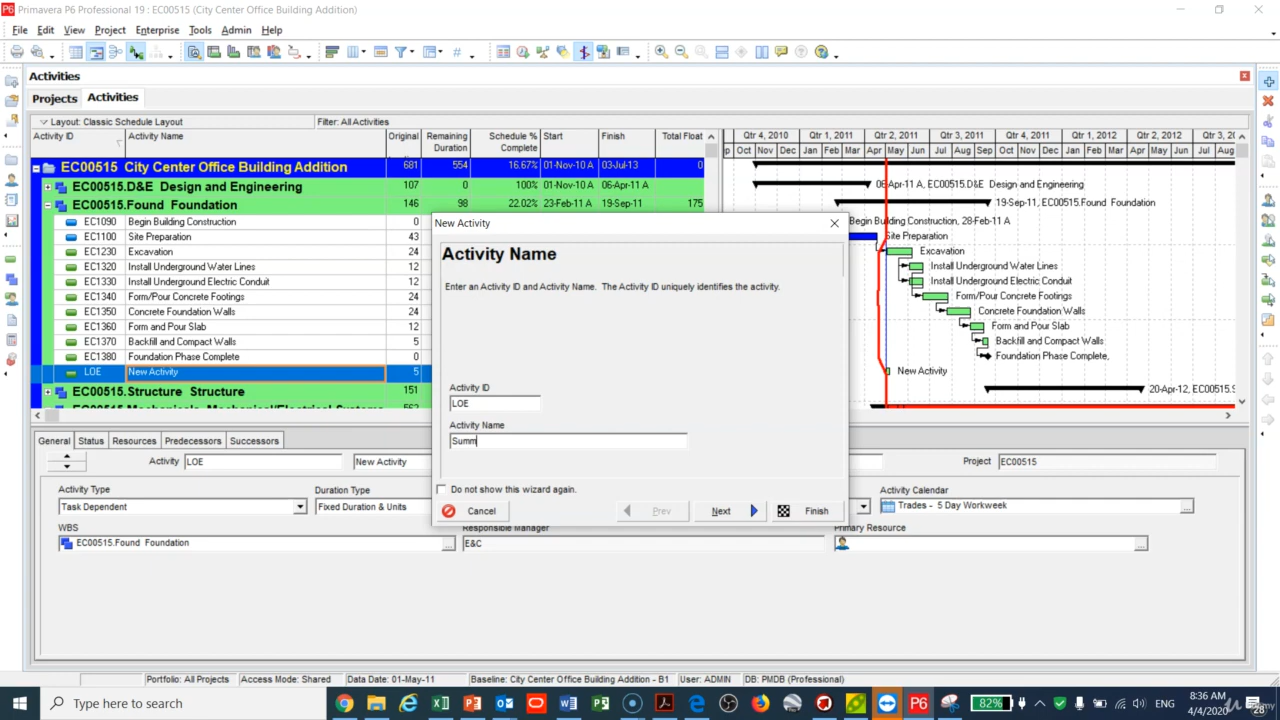 P6 Primavera P6 Professional 19 : EC00515 (City Center Office Building Addition)
File Edit View Project Enterprise Tools Admin Help
Activities
Projects Activities
Layout: Classic Schedule Layout Filter: All Activities
Activity ID Activity Name Original Remaining Duration Schedule % Complete Start Finish Total Float
Qtr 4, 2010 Qtr 1, 2011 Qtr 2, 2011 Qtr 3, 2011 Qtr 4, 2011 Qtr 1, 2012 Qtr 2, 2012 Qtr 3, 20
Oct Nov Dec Jan Feb Mar Apr May Jun Jul Aug Sep Oct Nov Dec Jan Feb Mar Apr May Jun Jul Aug
EC00515 City Center Office Building Addition 681 554 16.67% 01-Nov-10 A 03-Jul-13 0
EC00515.D&E Design and Engineering 107 0 100% 01-Nov-10 A 06-Apr-11 A 06-Apr-11 A, EC00515.D&E Design and Engineering
EC00515.Found Foundation 146 98 22.02% 23-Feb-11 A 19-Sep-11 175 19-Sep-11, EC00515.Found Foundation
EC1090 Begin Building Construction 0 Begin Building Construction, 28-Feb-11 A
EC1100 Site Preparation 43 Site Preparation
EC1230 Excavation 24 Excavation
EC1320 Install Underground Water Lines 12 Install Underground Water Lines
EC1330 Install Underground Electric Conduit 12 Install Underground Electric Conduit
EC1340 Form/Pour Concrete Footings 24 Form/Pour Concrete Footings
EC1350 Concrete Foundation Walls 24 Concrete Foundation Walls
EC1360 Form and Pour Slab 12 Form and Pour Slab
EC1370 Backfill and Compact Walls 5 Backfill and Compact Walls
EC1380 Foundation Phase Complete 0 Foundation Phase Complete,
LOE New Activity 5 New Activity
EC00515.Structure Structure 151 20-Apr-12, EC00515.S
New Activity
Activity Name
Enter an Activity ID and Activity Name. The Activity ID uniquely identifies the activity.
Activity ID
LOE
Activity Name
Summ
Do not show this wizard again.
Cancel Prev Next Finish
General Status Resources Predecessors Successors
Activity LOE New Activity Project EC00515
Activity Type Duration Type Activity Calendar
Task Dependent Fixed Duration & Units Trades - 5 Day Workweek
WBS Responsible Manager Primary Resource
EC00515.Found Foundation E&C
Portfolio: All Projects Access Mode: Shared Data Date: 01-May-11 Baseline: City Center Office Building Addition - B1 User: ADMIN DB: PMDB (Professional)
Type here to search
82%
ENG
8:36 AM
4/4/2020
28